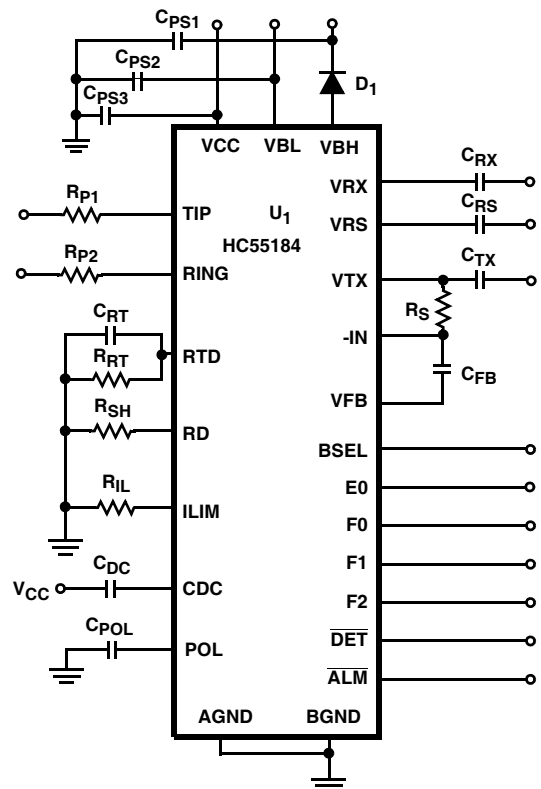 CPS1
CPS2
CPS3
D1
VCC VBL VBH
CRX
VRX
CRS
RP1
TIP
U1
VRS
HC55184
RP2
RING
CTX
VTX
RS
CRT
-IN
RRT
RTD
CFB
VFB
RSH
RD
BSEL
E0
RIL
ILIM
F0
F1
CDC
VCC
CDC
F2
CPOL
DET
POL
ALM
AGND BGND